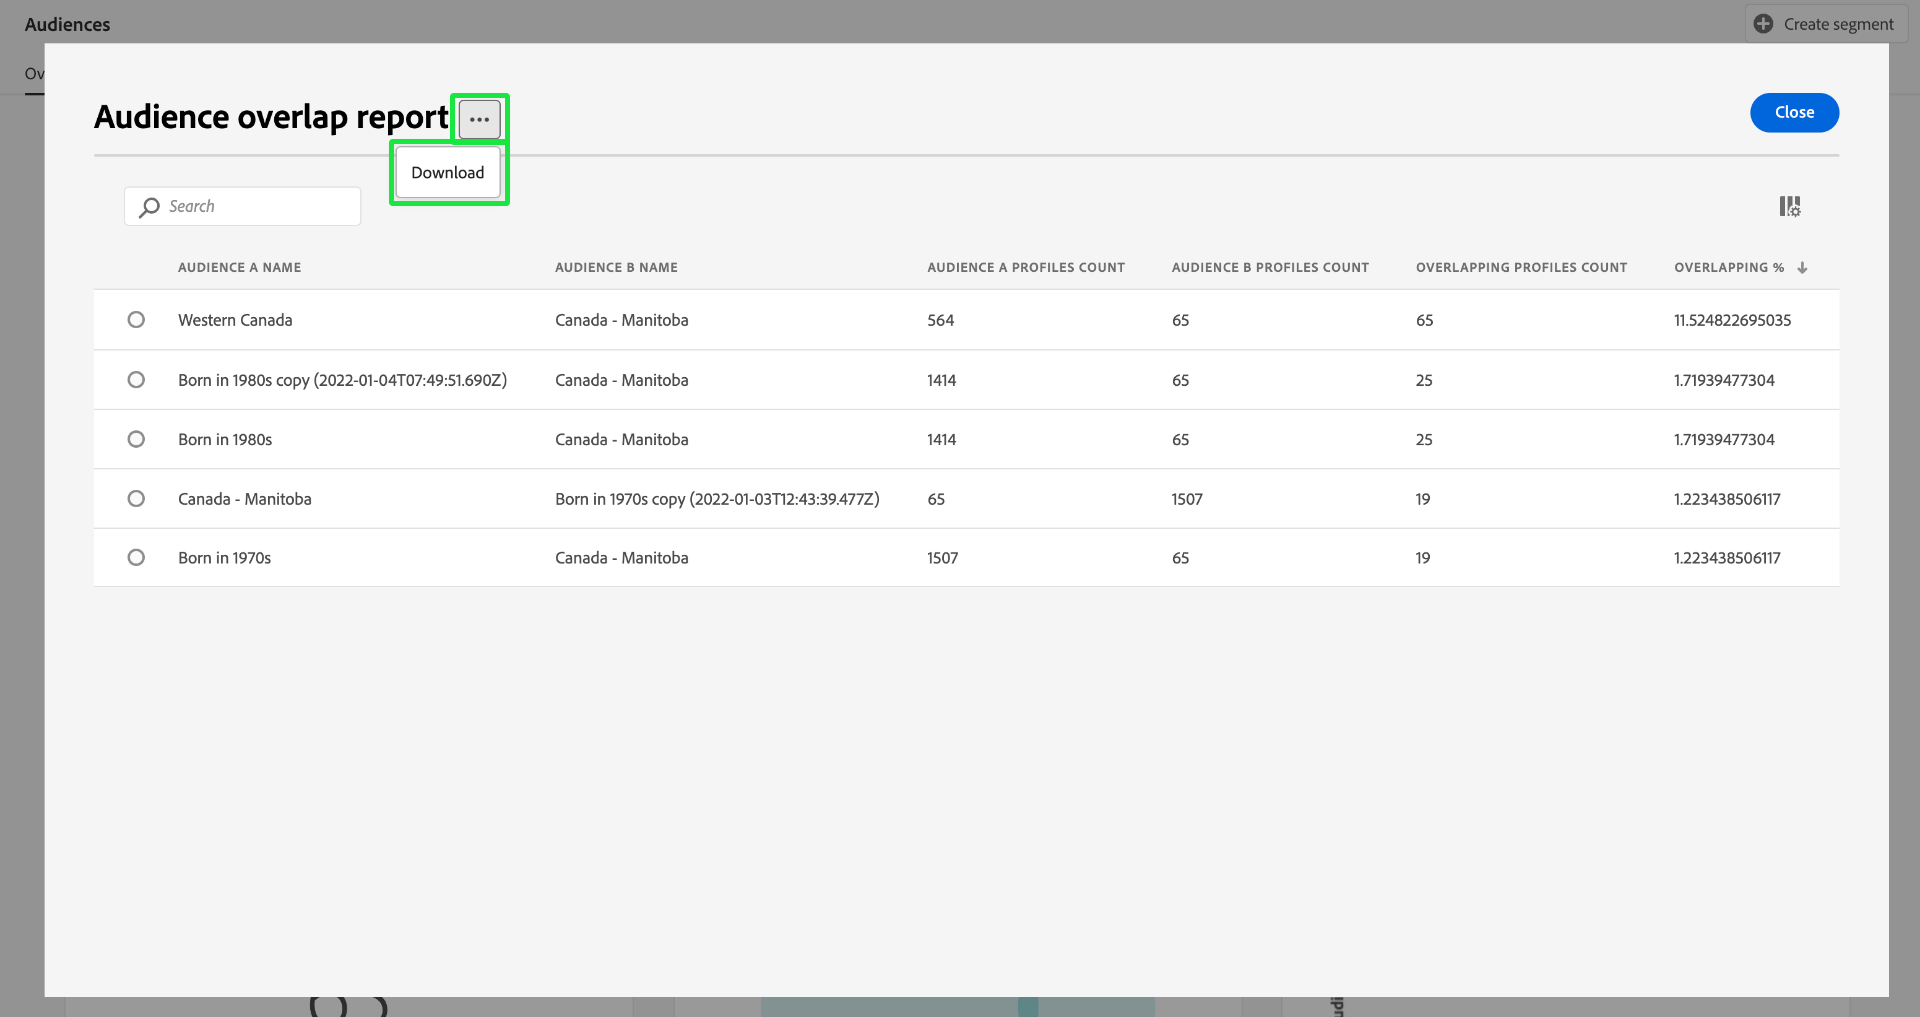 Audiences
Create segment
Ov
Audience overlap report
Close
Download
Search
AUDIENCE A NAME AUDIENCE B NAME AUDIENCE A PROFILES COUNT AUDIENCE B PROFILES COUNT OVERLAPPING PROFILES COUNT OVERLAPPING %
Western Canada Canada - Manitoba 564 65 65 11.524822695035
Born in 1980s copy (2022-01-04T07:49:51.690Z) Canada - Manitoba 1414 65 25 1.71939477304
Born in 1980s Canada - Manitoba 1414 65 25 1.71939477304
Canada - Manitoba Born in 1970s copy (2022-01-03T12:43:39.477Z) 65 1507 19 1.223438506117
Born in 1970s Canada - Manitoba 1507 65 19 1.223438506117